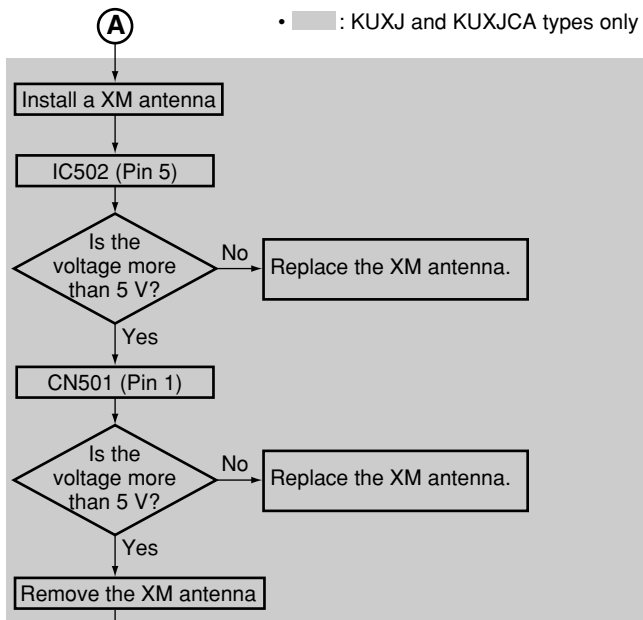 A
• : KUXJ and KUXJCA types only
Install a XM antenna
IC502 (Pin 5)
Is the
voltage more
than 5 V?
No
Replace the XM antenna.
Yes
CN501 (Pin 1)
Is the
voltage more
than 5 V?
No
Replace the XM antenna.
Yes
Remove the XM antenna